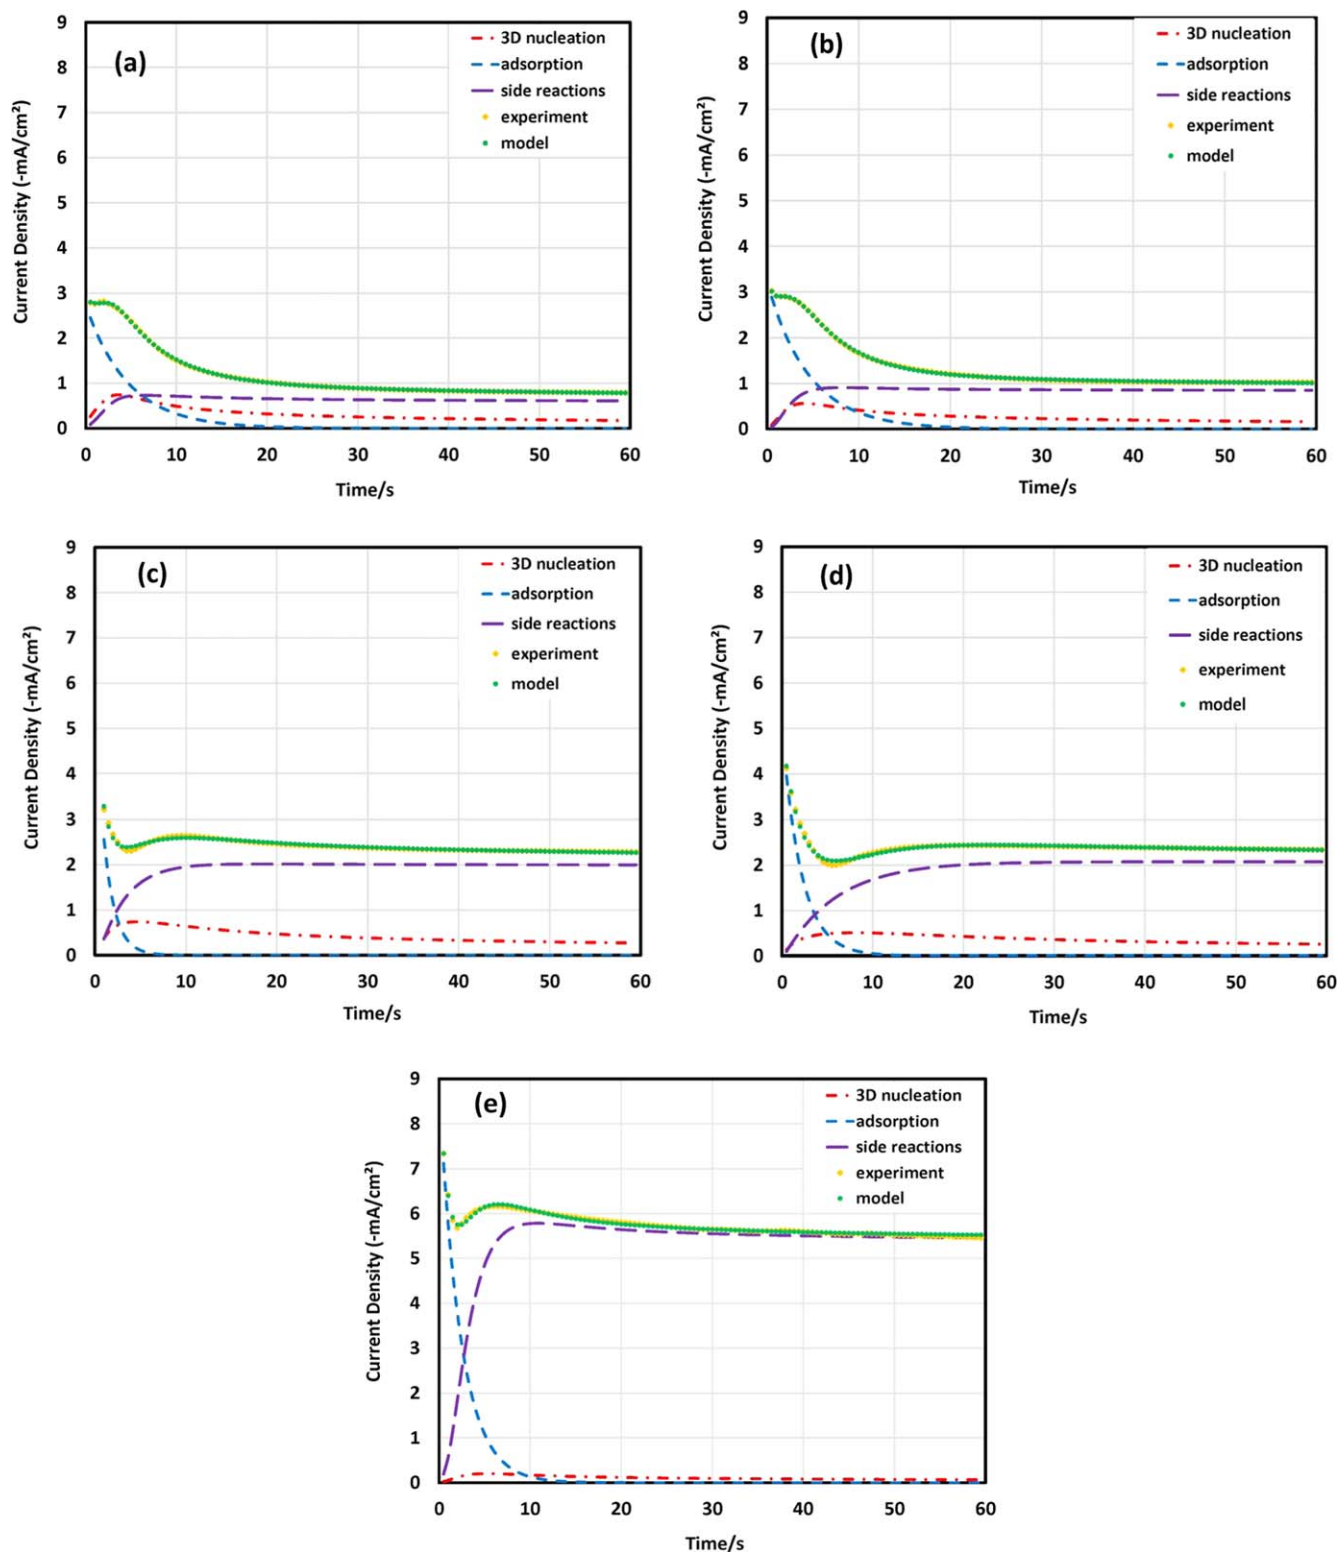 (a)
3D nucleation
adsorption
side reactions
experiment
model
Current Density (-mA/cm²)
9
8
7
6
5
4
3
2
1
0
0 10 20 30 40 50 60
Time/s
(b)
3D nucleation
adsorption
side reactions
experiment
model
Current Density (-mA/cm²)
9
8
7
6
5
4
3
2
1
0
0 10 20 30 40 50 60
Time/s
(c)
3D nucleation
adsorption
side reactions
experiment
model
Current Density (-mA/cm²)
9
8
7
6
5
4
3
2
1
0
0 10 20 30 40 50 60
Time/s
(d)
3D nucleation
adsorption
side reactions
experiment
model
Current Density (-mA/cm²)
9
8
7
6
5
4
3
2
1
0
0 10 20 30 40 50 60
Time/s
(e)
3D nucleation
adsorption
side reactions
experiment
model
Current Density (-mA/cm²)
9
8
7
6
5
4
3
2
1
0
0 10 20 30 40 50 60
Time/s